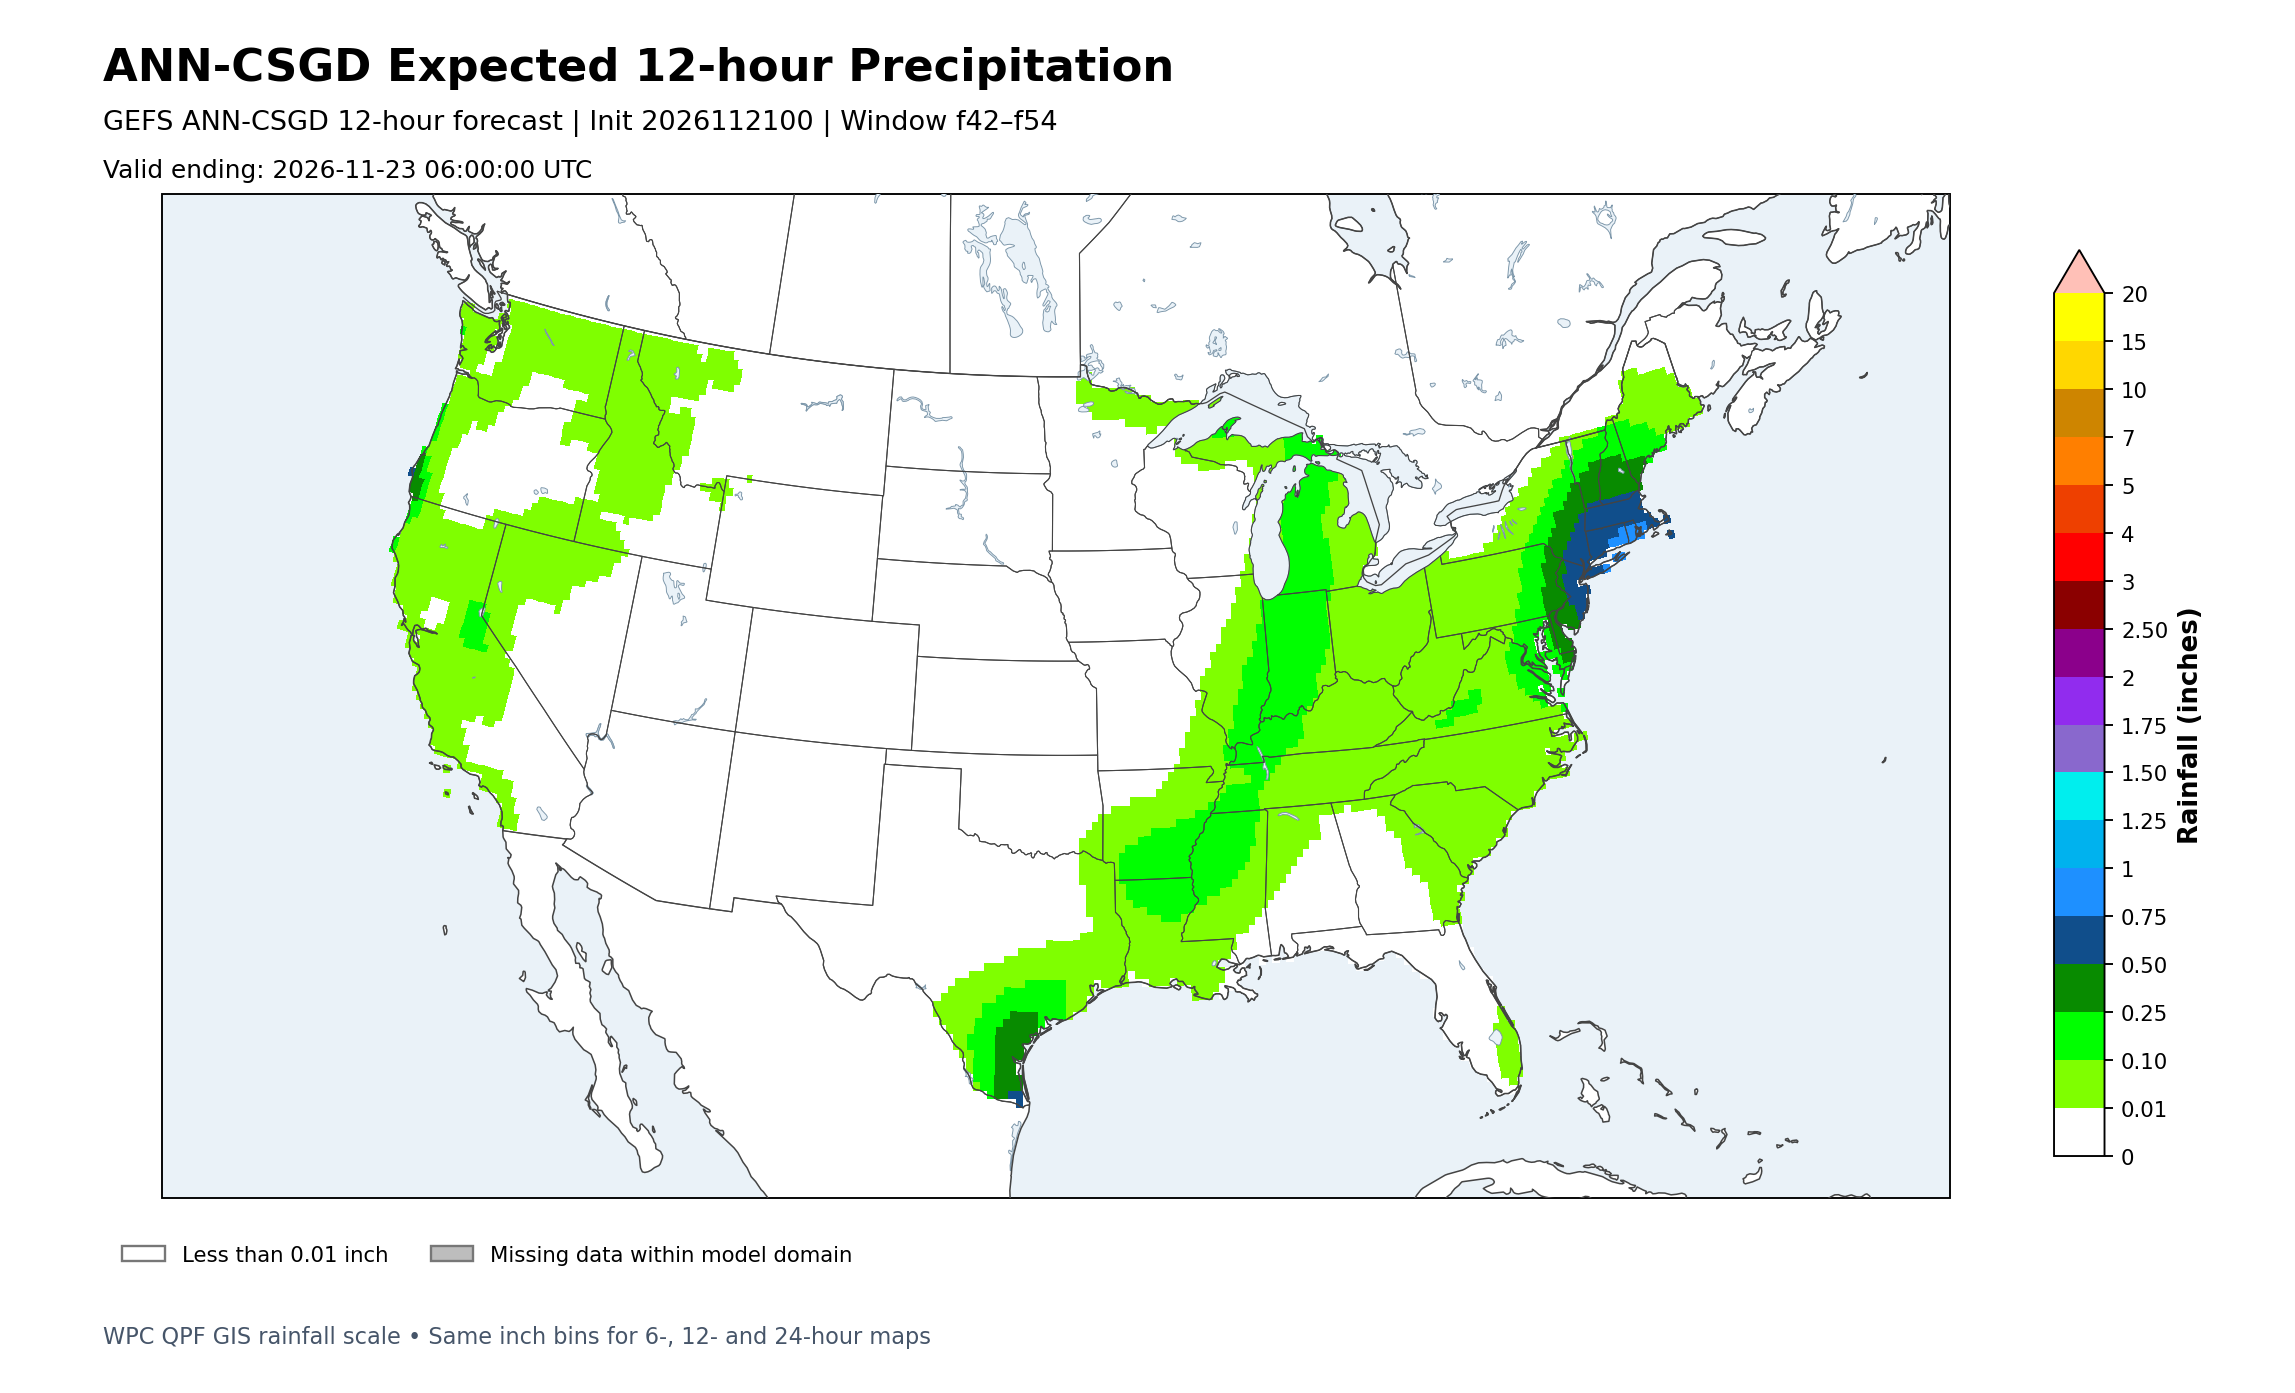 ANN-CSGD Expected 12-hour Precipitation
GEFS ANN-CSGD 12-hour forecast | Init 2026112100 | Window f42–f54
Valid ending: 2026-11-23 06:00:00 UTC
20
15
10
7
5
4
3
2.50
2
1.75
1.50
1.25
1
0.75
0.50
0.25
0.10
0.01
0
Rainfall (inches)
Less than 0.01 inch
Missing data within model domain
WPC QPF GIS rainfall scale • Same inch bins for 6-, 12- and 24-hour maps